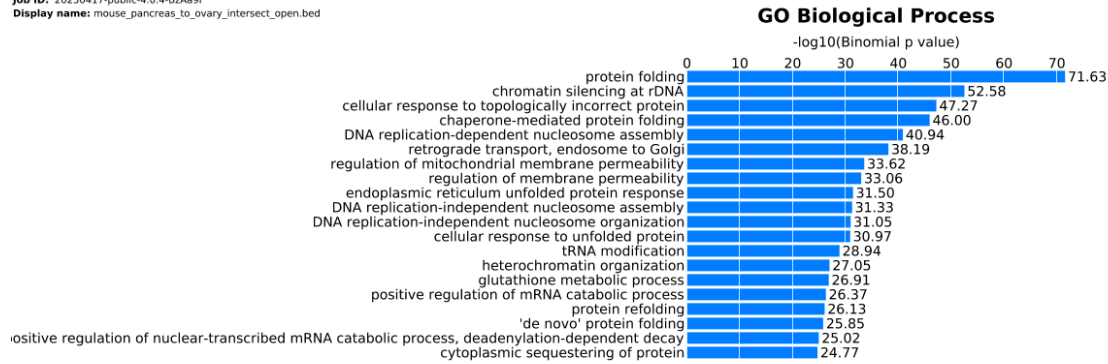 Display name: mouse_pancreas_to_ovary_intersect_open.bed
GO Biological Process
-log10(Binomial p value)
0 10 20 30 40 50 60 70
protein folding 71.63
chromatin silencing at rDNA 52.58
cellular response to topologically incorrect protein 47.27
chaperone-mediated protein folding 46.00
DNA replication-dependent nucleosome assembly 40.94
retrograde transport, endosome to Golgi 38.19
regulation of mitochondrial membrane permeability 33.62
regulation of membrane permeability 33.06
endoplasmic reticulum unfolded protein response 31.50
DNA replication-independent nucleosome assembly 31.33
DNA replication-independent nucleosome organization 31.05
cellular response to unfolded protein 30.97
tRNA modification 28.94
heterochromatin organization 27.05
glutathione metabolic process 26.91
positive regulation of mRNA catabolic process 26.37
protein refolding 26.13
'de novo' protein folding 25.85
ositive regulation of nuclear-transcribed mRNA catabolic process, deadenylation-dependent decay 25.02
cytoplasmic sequestering of protein 24.77